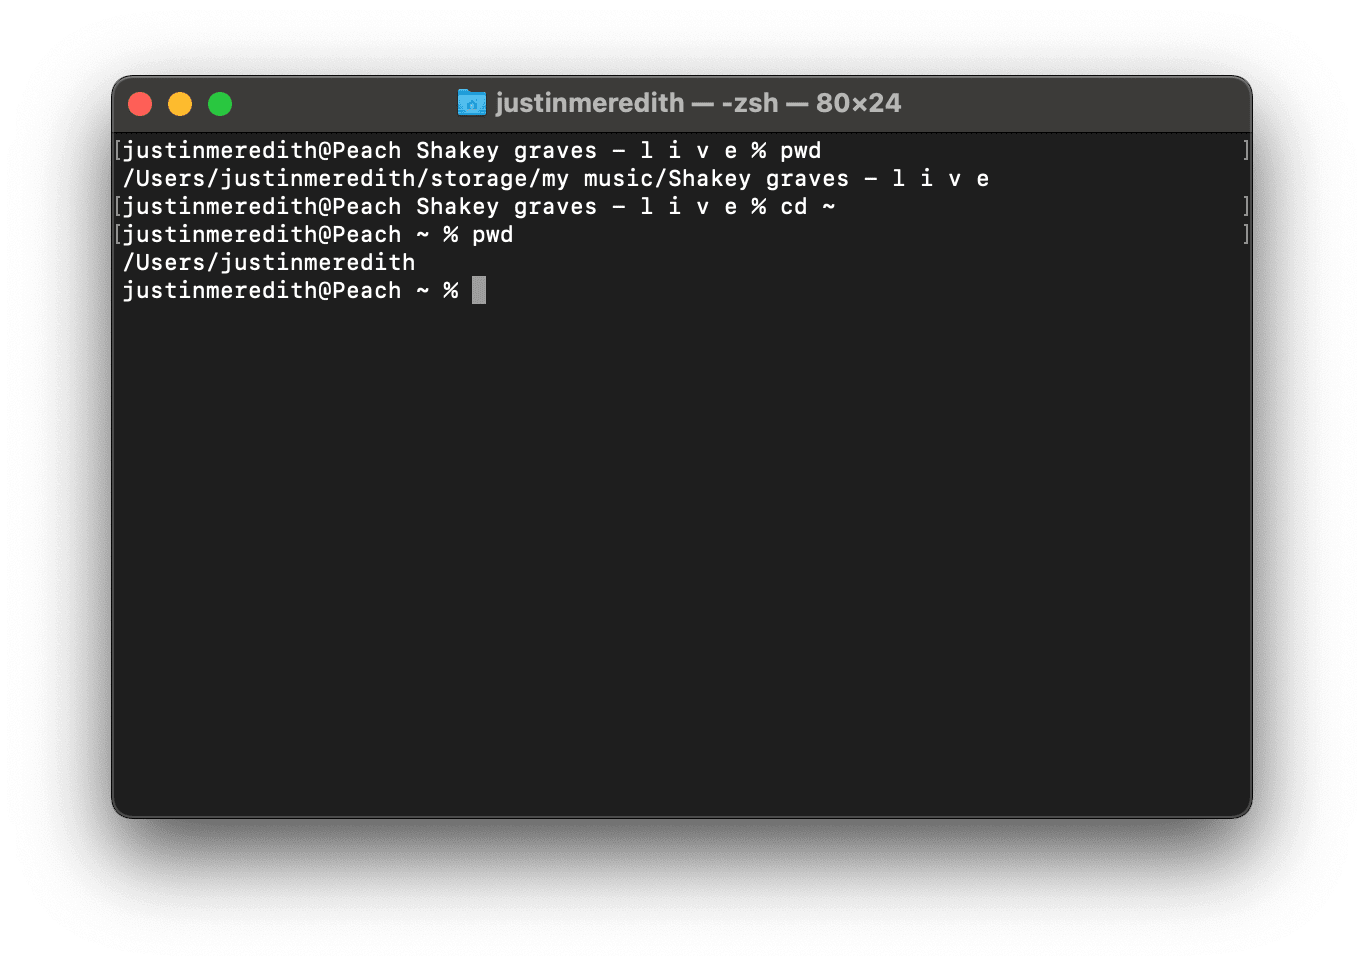 justinmeredith — -zsh — 80×24
[justinmeredith@Peach Shakey graves - l i v e % pwd ]
/Users/justinmeredith/storage/my music/Shakey graves - l i v e
[justinmeredith@Peach Shakey graves - l i v e % cd ~ ]
[justinmeredith@Peach ~ % pwd ]
/Users/justinmeredith
justinmeredith@Peach ~ %